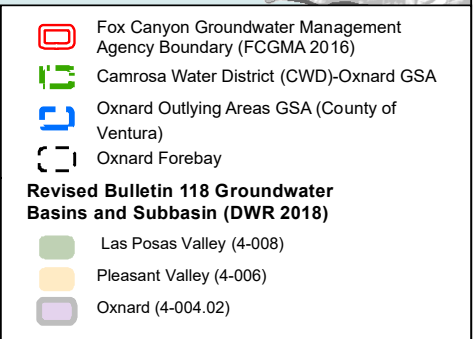 Fox Canyon Groundwater Management
Agency Boundary (FCGMA 2016)
Camrosa Water District (CWD)-Oxnard GSA
Oxnard Outlying Areas GSA (County of
Ventura)
Oxnard Forebay
Revised Bulletin 118 Groundwater
Basins and Subbasin (DWR 2018)
Las Posas Valley (4-008)
Pleasant Valley (4-006)
Oxnard (4-004.02)